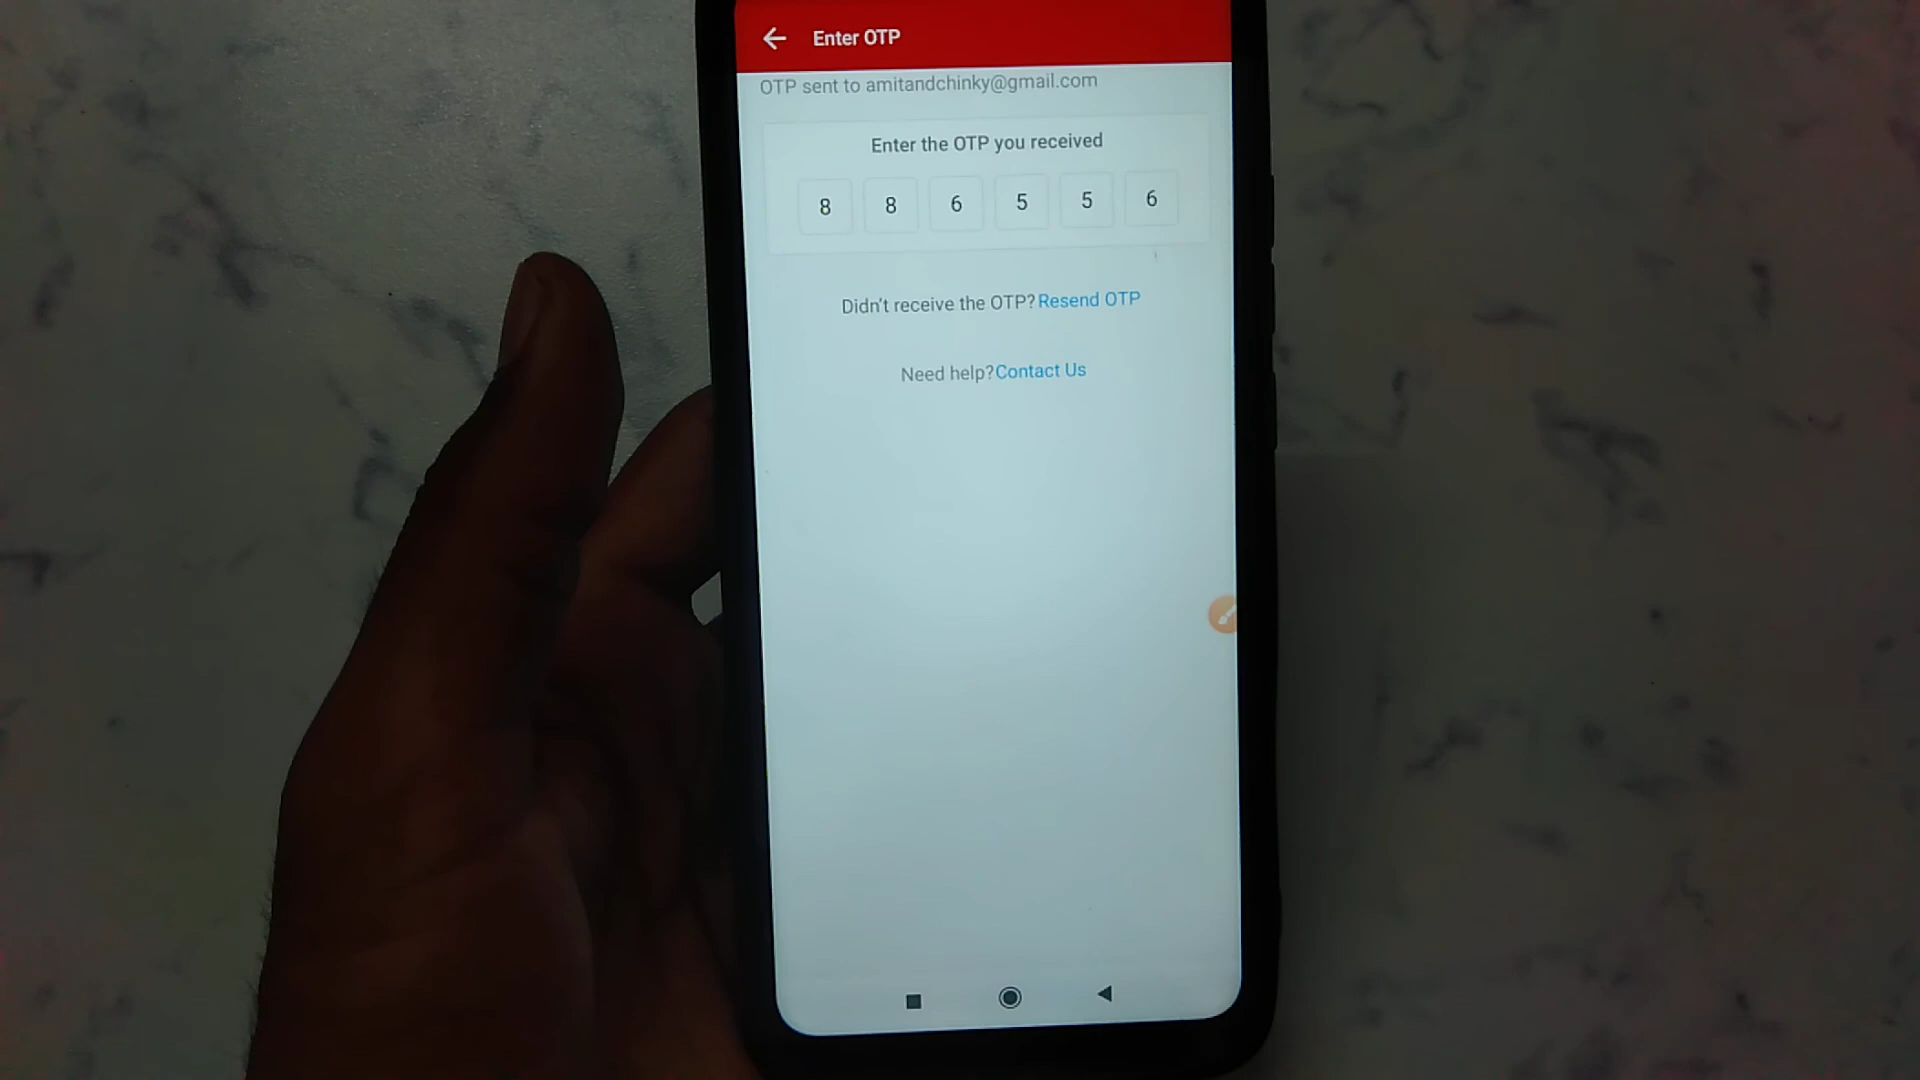 Enter OTP
OTP sent to amitandchinky@gmail.com
Enter the OTP you received
8 8 6 5 5 6
Didn't receive the OTP? Resend OTP
Need help? Contact Us